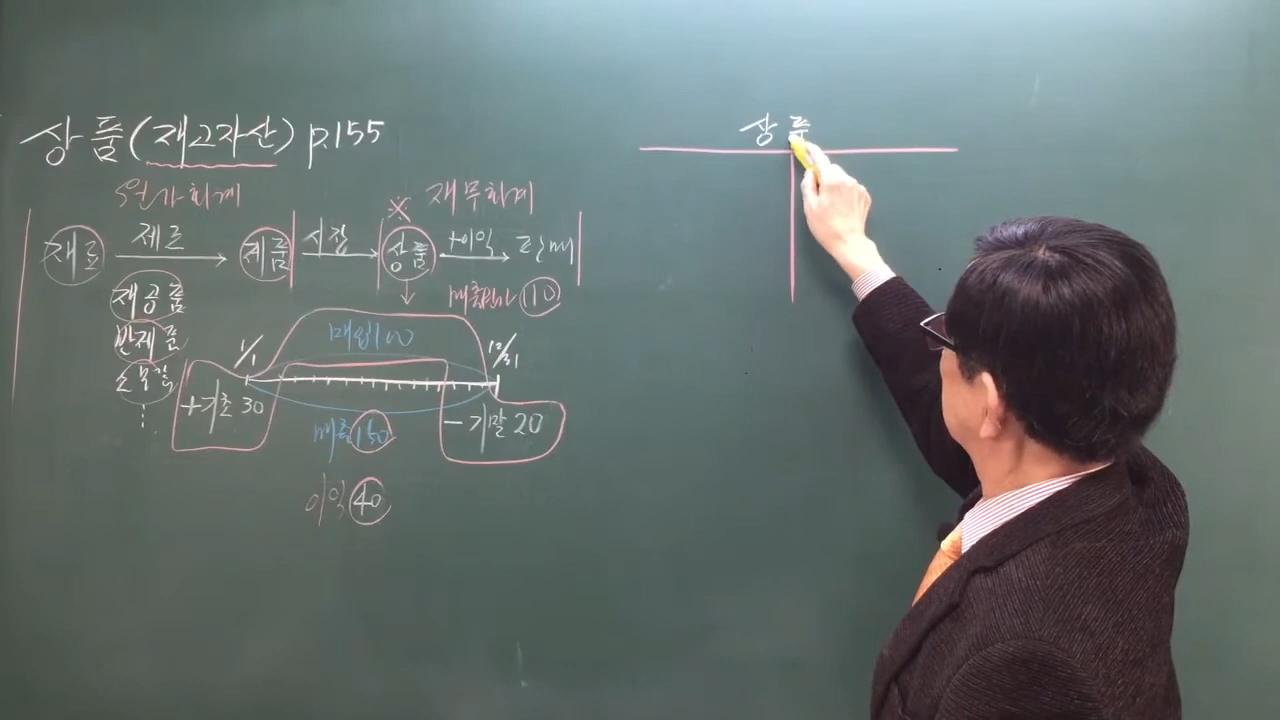 상품(재고자산) p.155
원가회계
※ 재무회계
재료 제조 제품 시장 상품 +이익 판매
재공품
반제품
소모품
⋮
매출원가 110
매입 100
1/1
12/31
+기초 30
-기말 20
매출 150
이익 40
상품